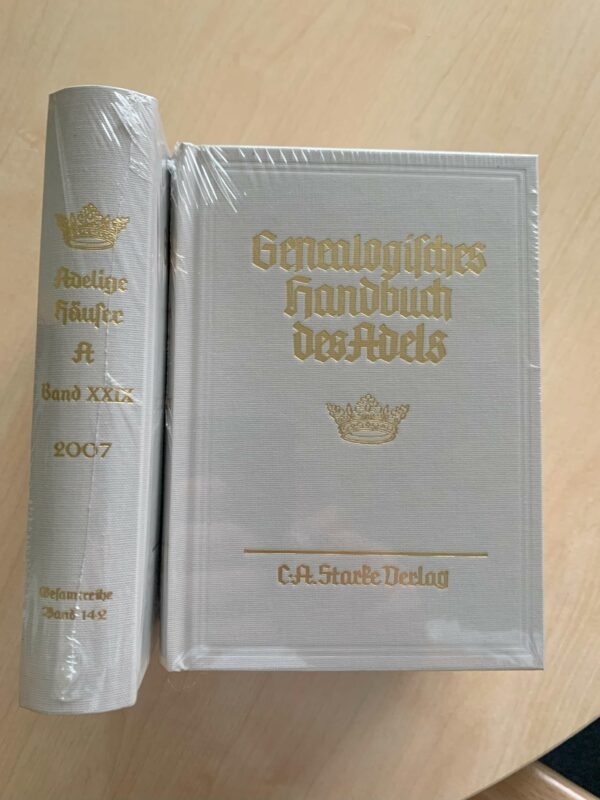 Adelige
Häuser
A
Band XXIX
2007
Gesamtreihe
Band 142
Genealogisches
Handbuch
des Adels
C. A. Starke Verlag